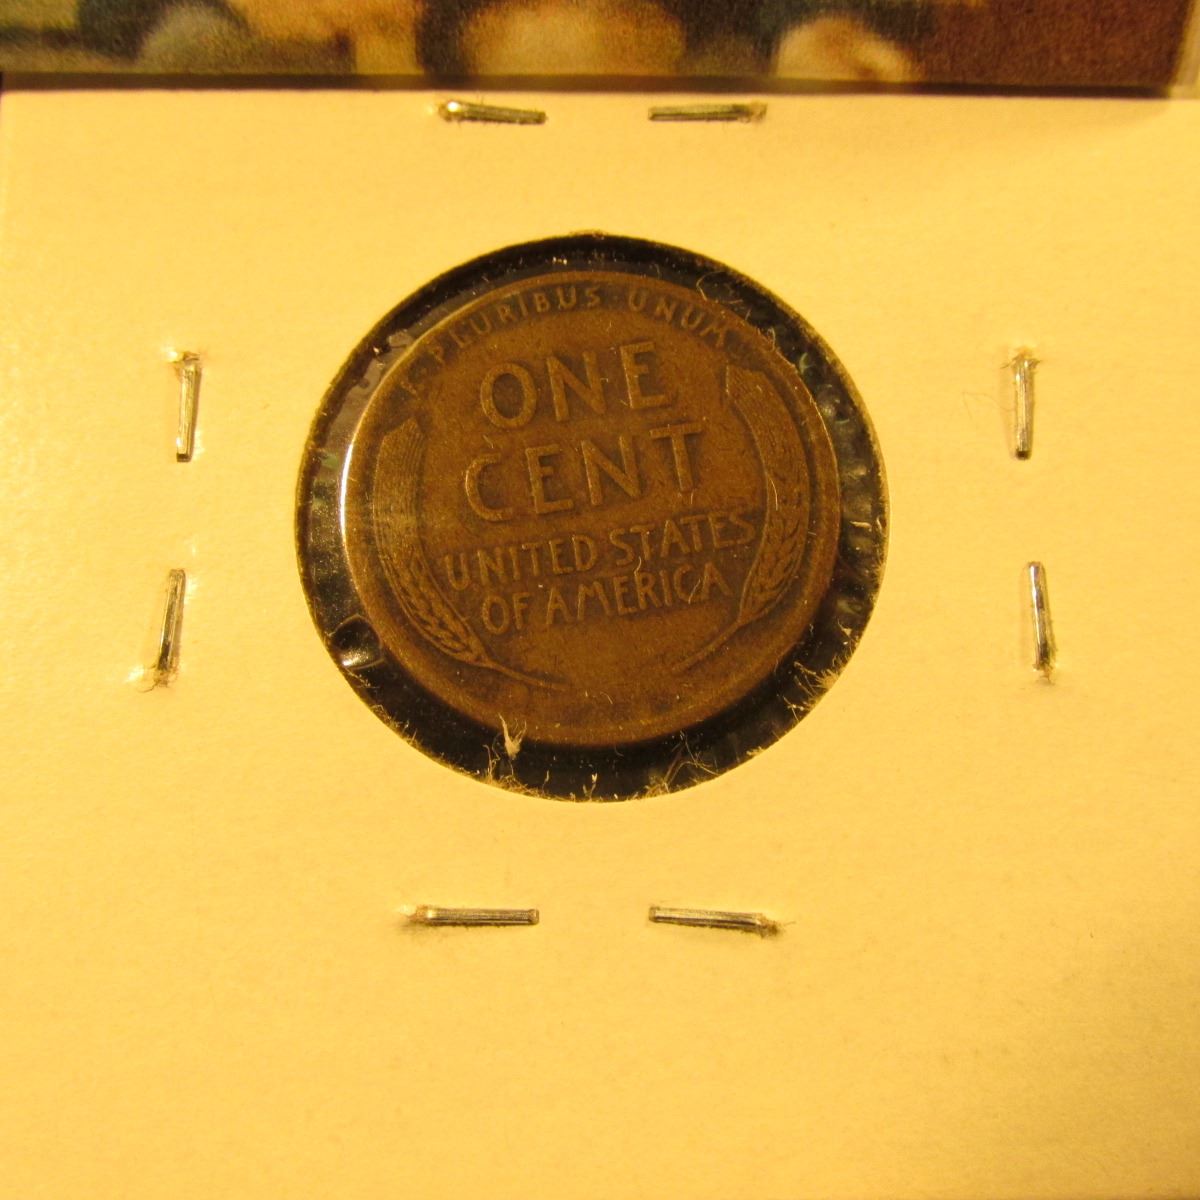 E · PLURIBUS · UNUM
ONE
CENT
UNITED STATES
OF AMERICA